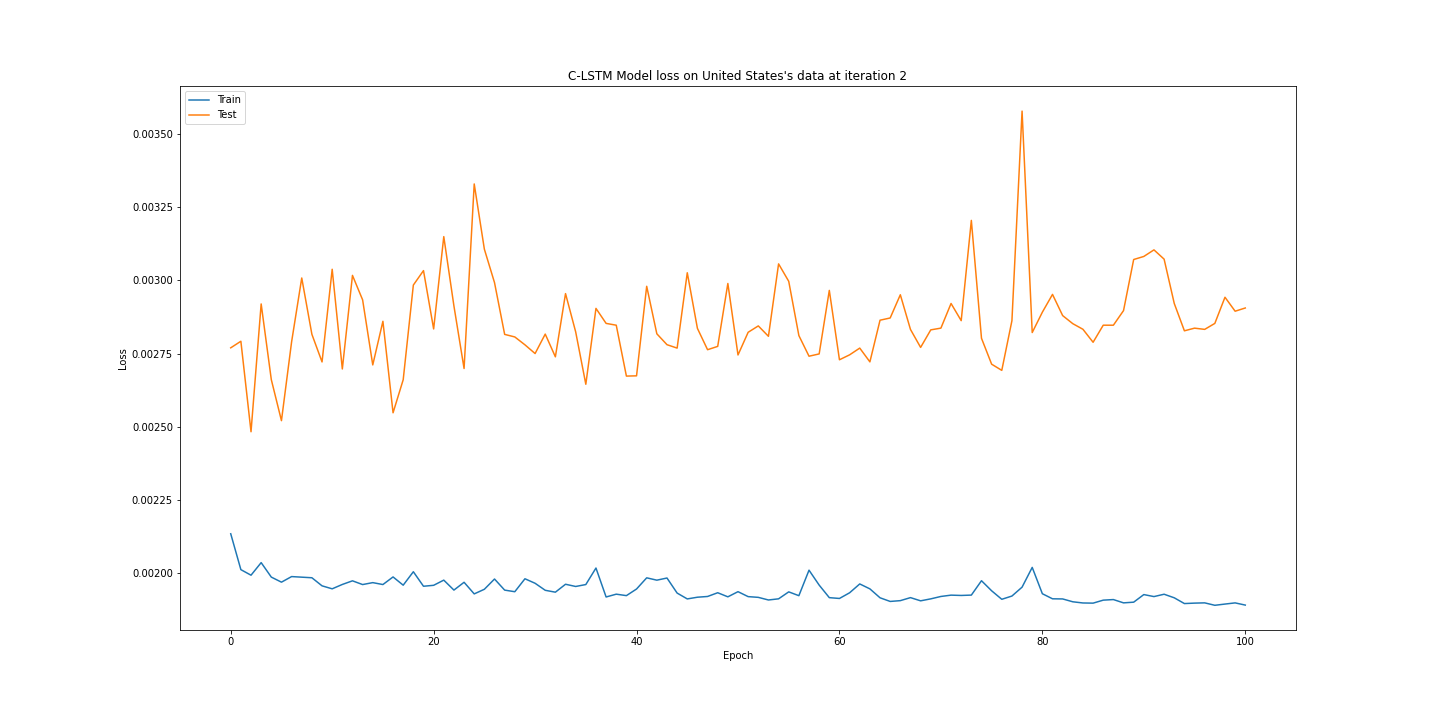 C-LSTM Model loss on United States's data at iteration 2
Train
Test
0.00350
0.00325
0.00300
0.00275
0.00250
0.00225
0.00200
Loss
0 20 40 60 80 100
Epoch